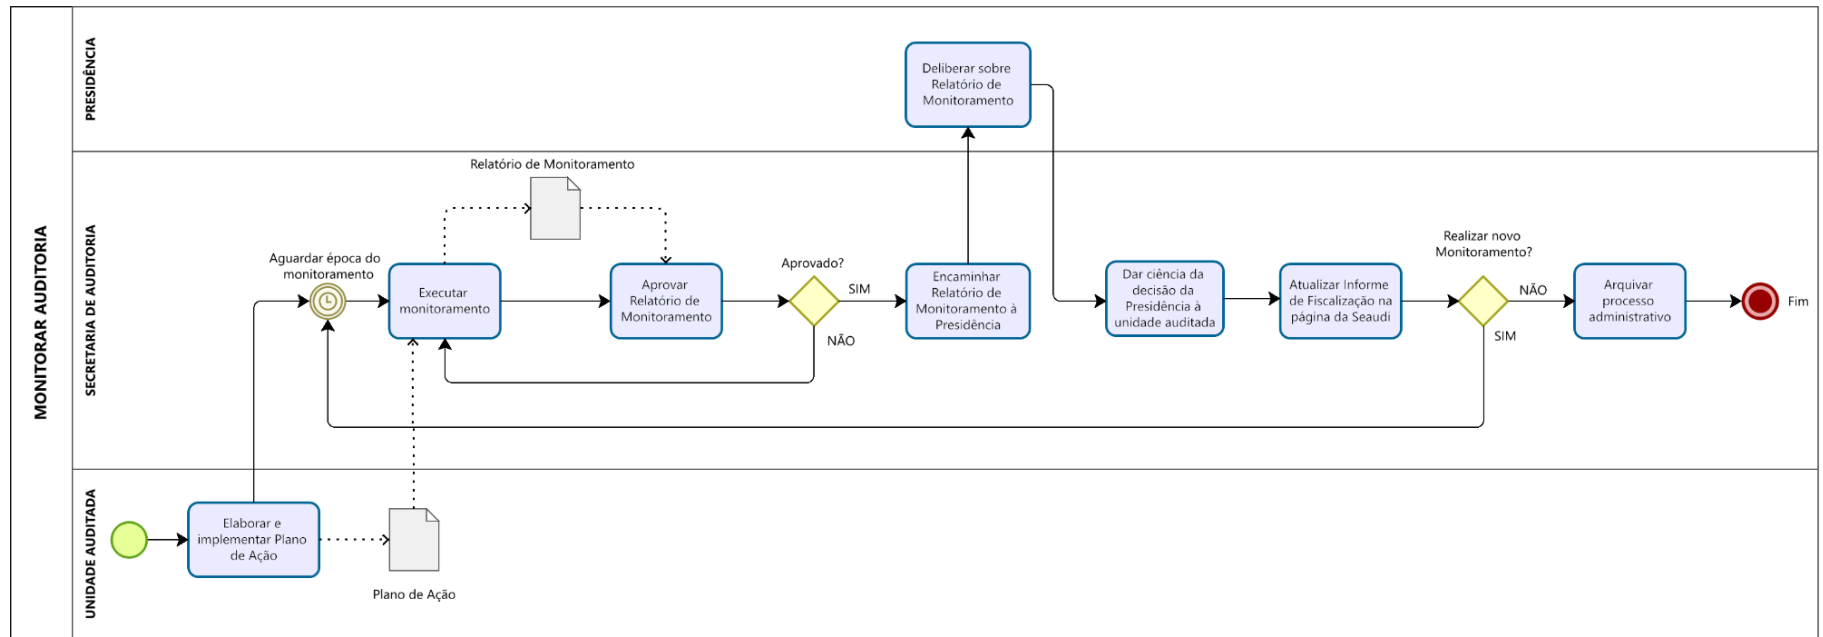 MONITORAR AUDITORIA
PRESIDÊNCIA
Deliberar sobre
Relatório de
Monitoramento
SECRETARIA DE AUDITORIA
Relatório de Monitoramento
Aguardar época do
monitoramento
Executar
monitoramento
Aprovar
Relatório de
Monitoramento
Aprovado?
SIM
NÃO
Encaminhar
Relatório de
Monitoramento à
Presidência
Dar ciência da
decisão da
Presidência à
unidade auditada
Atualizar Informe
de Fiscalização na
página da Seaudi
Realizar novo
Monitoramento?
NÃO
SIM
Arquivar
processo
administrativo
Fim
UNIDADE AUDITADA
Elaborar e
implementar Plano
de Ação
Plano de Ação